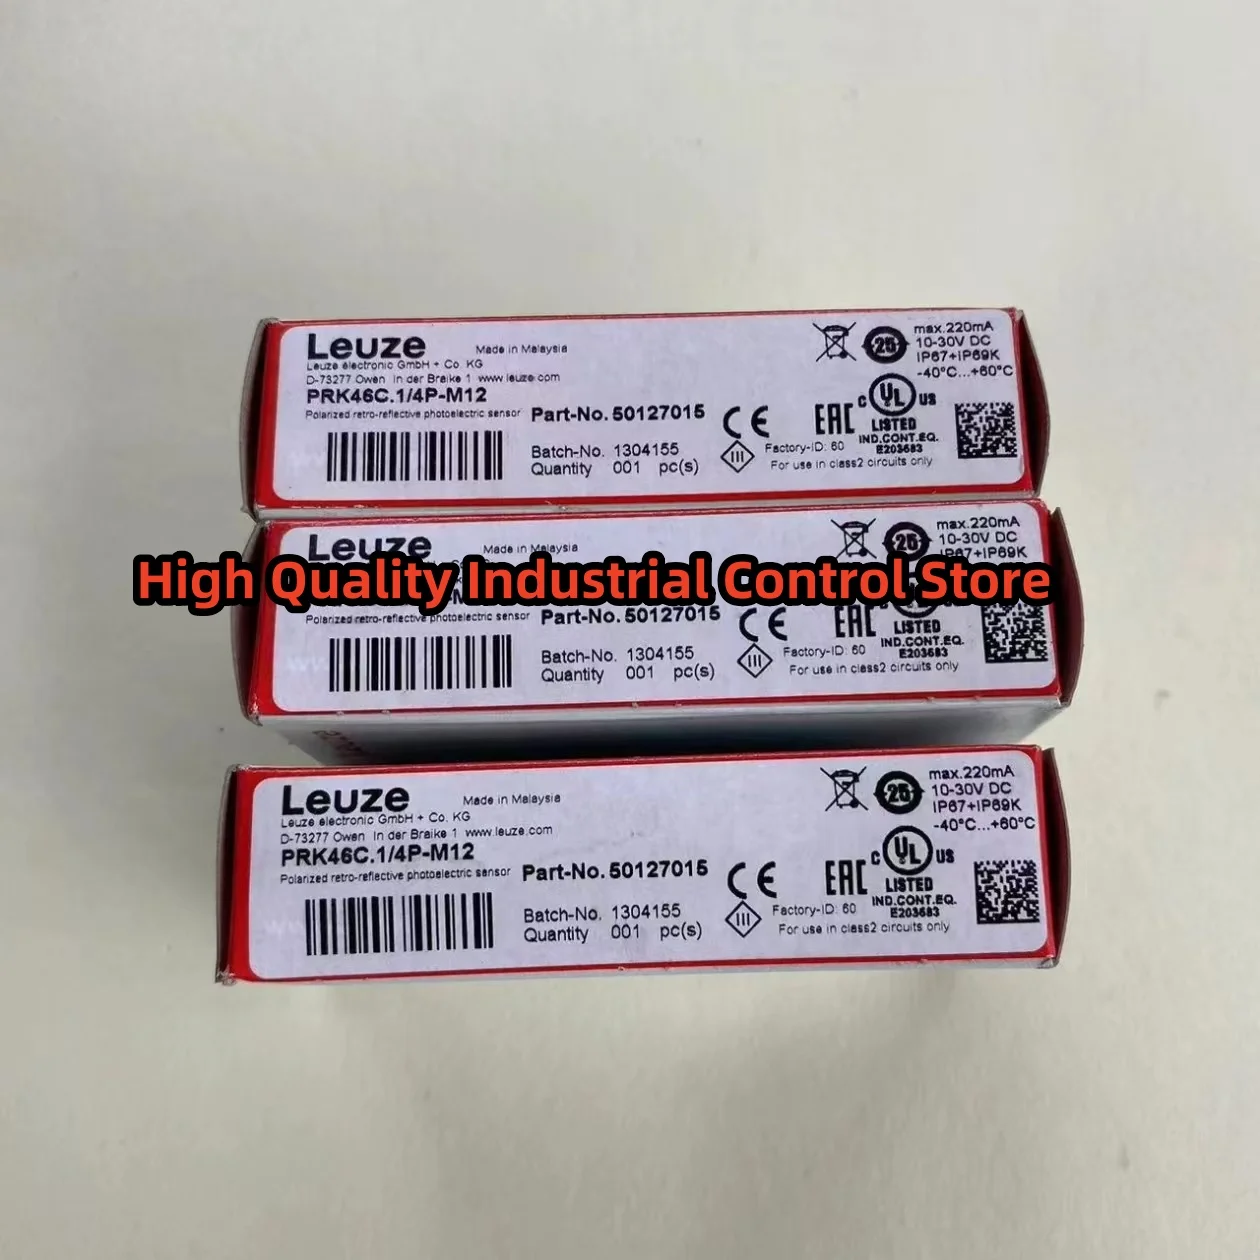 Leuze
Made in Malaysia
Leuze electronic GmbH + Co. KG
D-73277 Owen In der Braike 1 www.leuze.com
PRK46C.1/4P-M12
Polarized retro-reflective photoelectric sensor
Part-No. 50127015
Batch-No. 1304155
Quantity 001 pc(s)
CE
III
EAC
Factory-ID: 60
For use in class2 circuits only
25
max.220mA
10-30V DC
IP67+IP69K
-40°C...+60°C
C UL US
LISTED
IND.CONT.EQ.
E203683
Leuze
Made in Malaysia
High Quality Industrial Control Store
Polarized retro-reflective photoelectric sensor
Part-No. 50127015
Batch-No. 1304155
Quantity 001 pc(s)
CE
III
EAC
Factory-ID: 60
For use in class2 circuits only
25
max.220mA
10-30V DC
IP67+IP69K
LISTED
IND.CONT.EQ.
E203683
Leuze
Made in Malaysia
Leuze electronic GmbH + Co. KG
D-73277 Owen In der Braike 1 www.leuze.com
PRK46C.1/4P-M12
Polarized retro-reflective photoelectric sensor
Part-No. 50127015
Batch-No. 1304155
Quantity 001 pc(s)
CE
III
EAC
Factory-ID: 60
For use in class2 circuits only
25
max.220mA
10-30V DC
IP67+IP69K
-40°C...+60°C
C UL US
LISTED
IND.CONT.EQ.
E203683